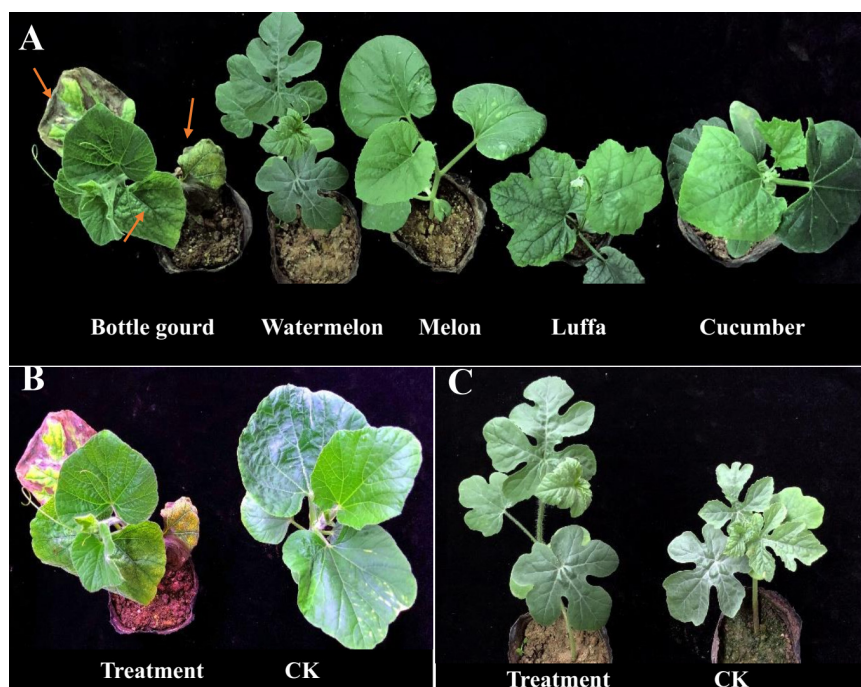 A
Bottle gourd Watermelon Melon Luffa Cucumber
B
Treatment CK
C
Treatment CK